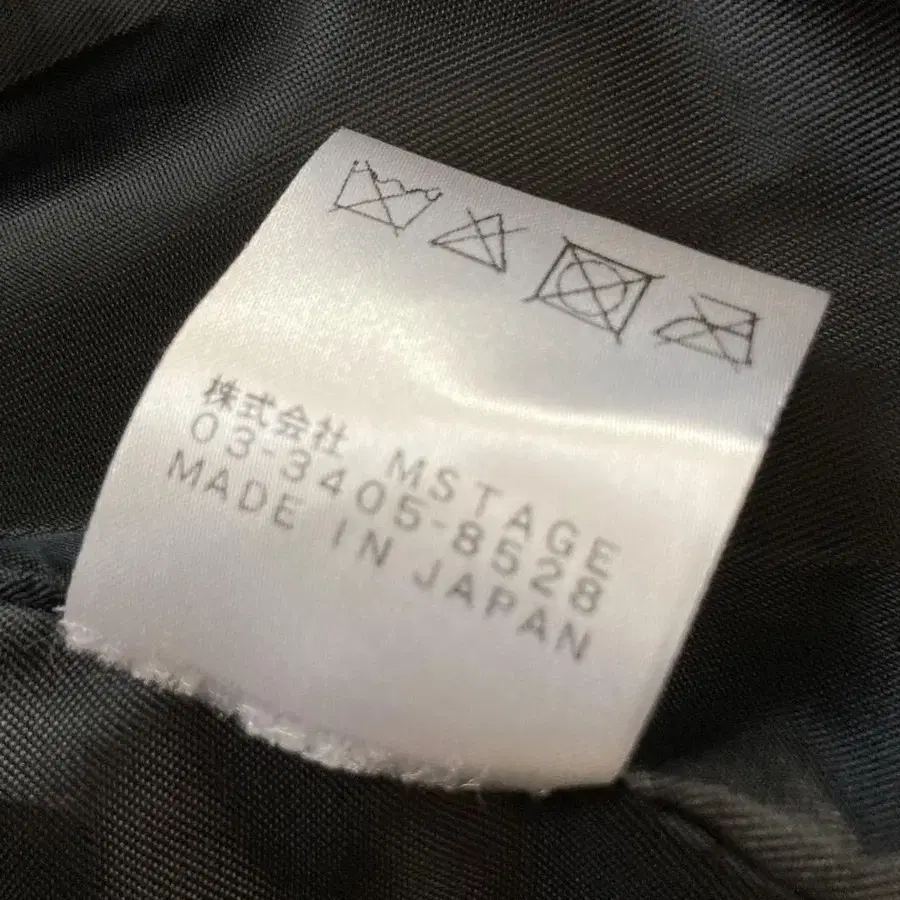 株式会社 MSTAGE
03-3405-8528
MADE IN JAPAN